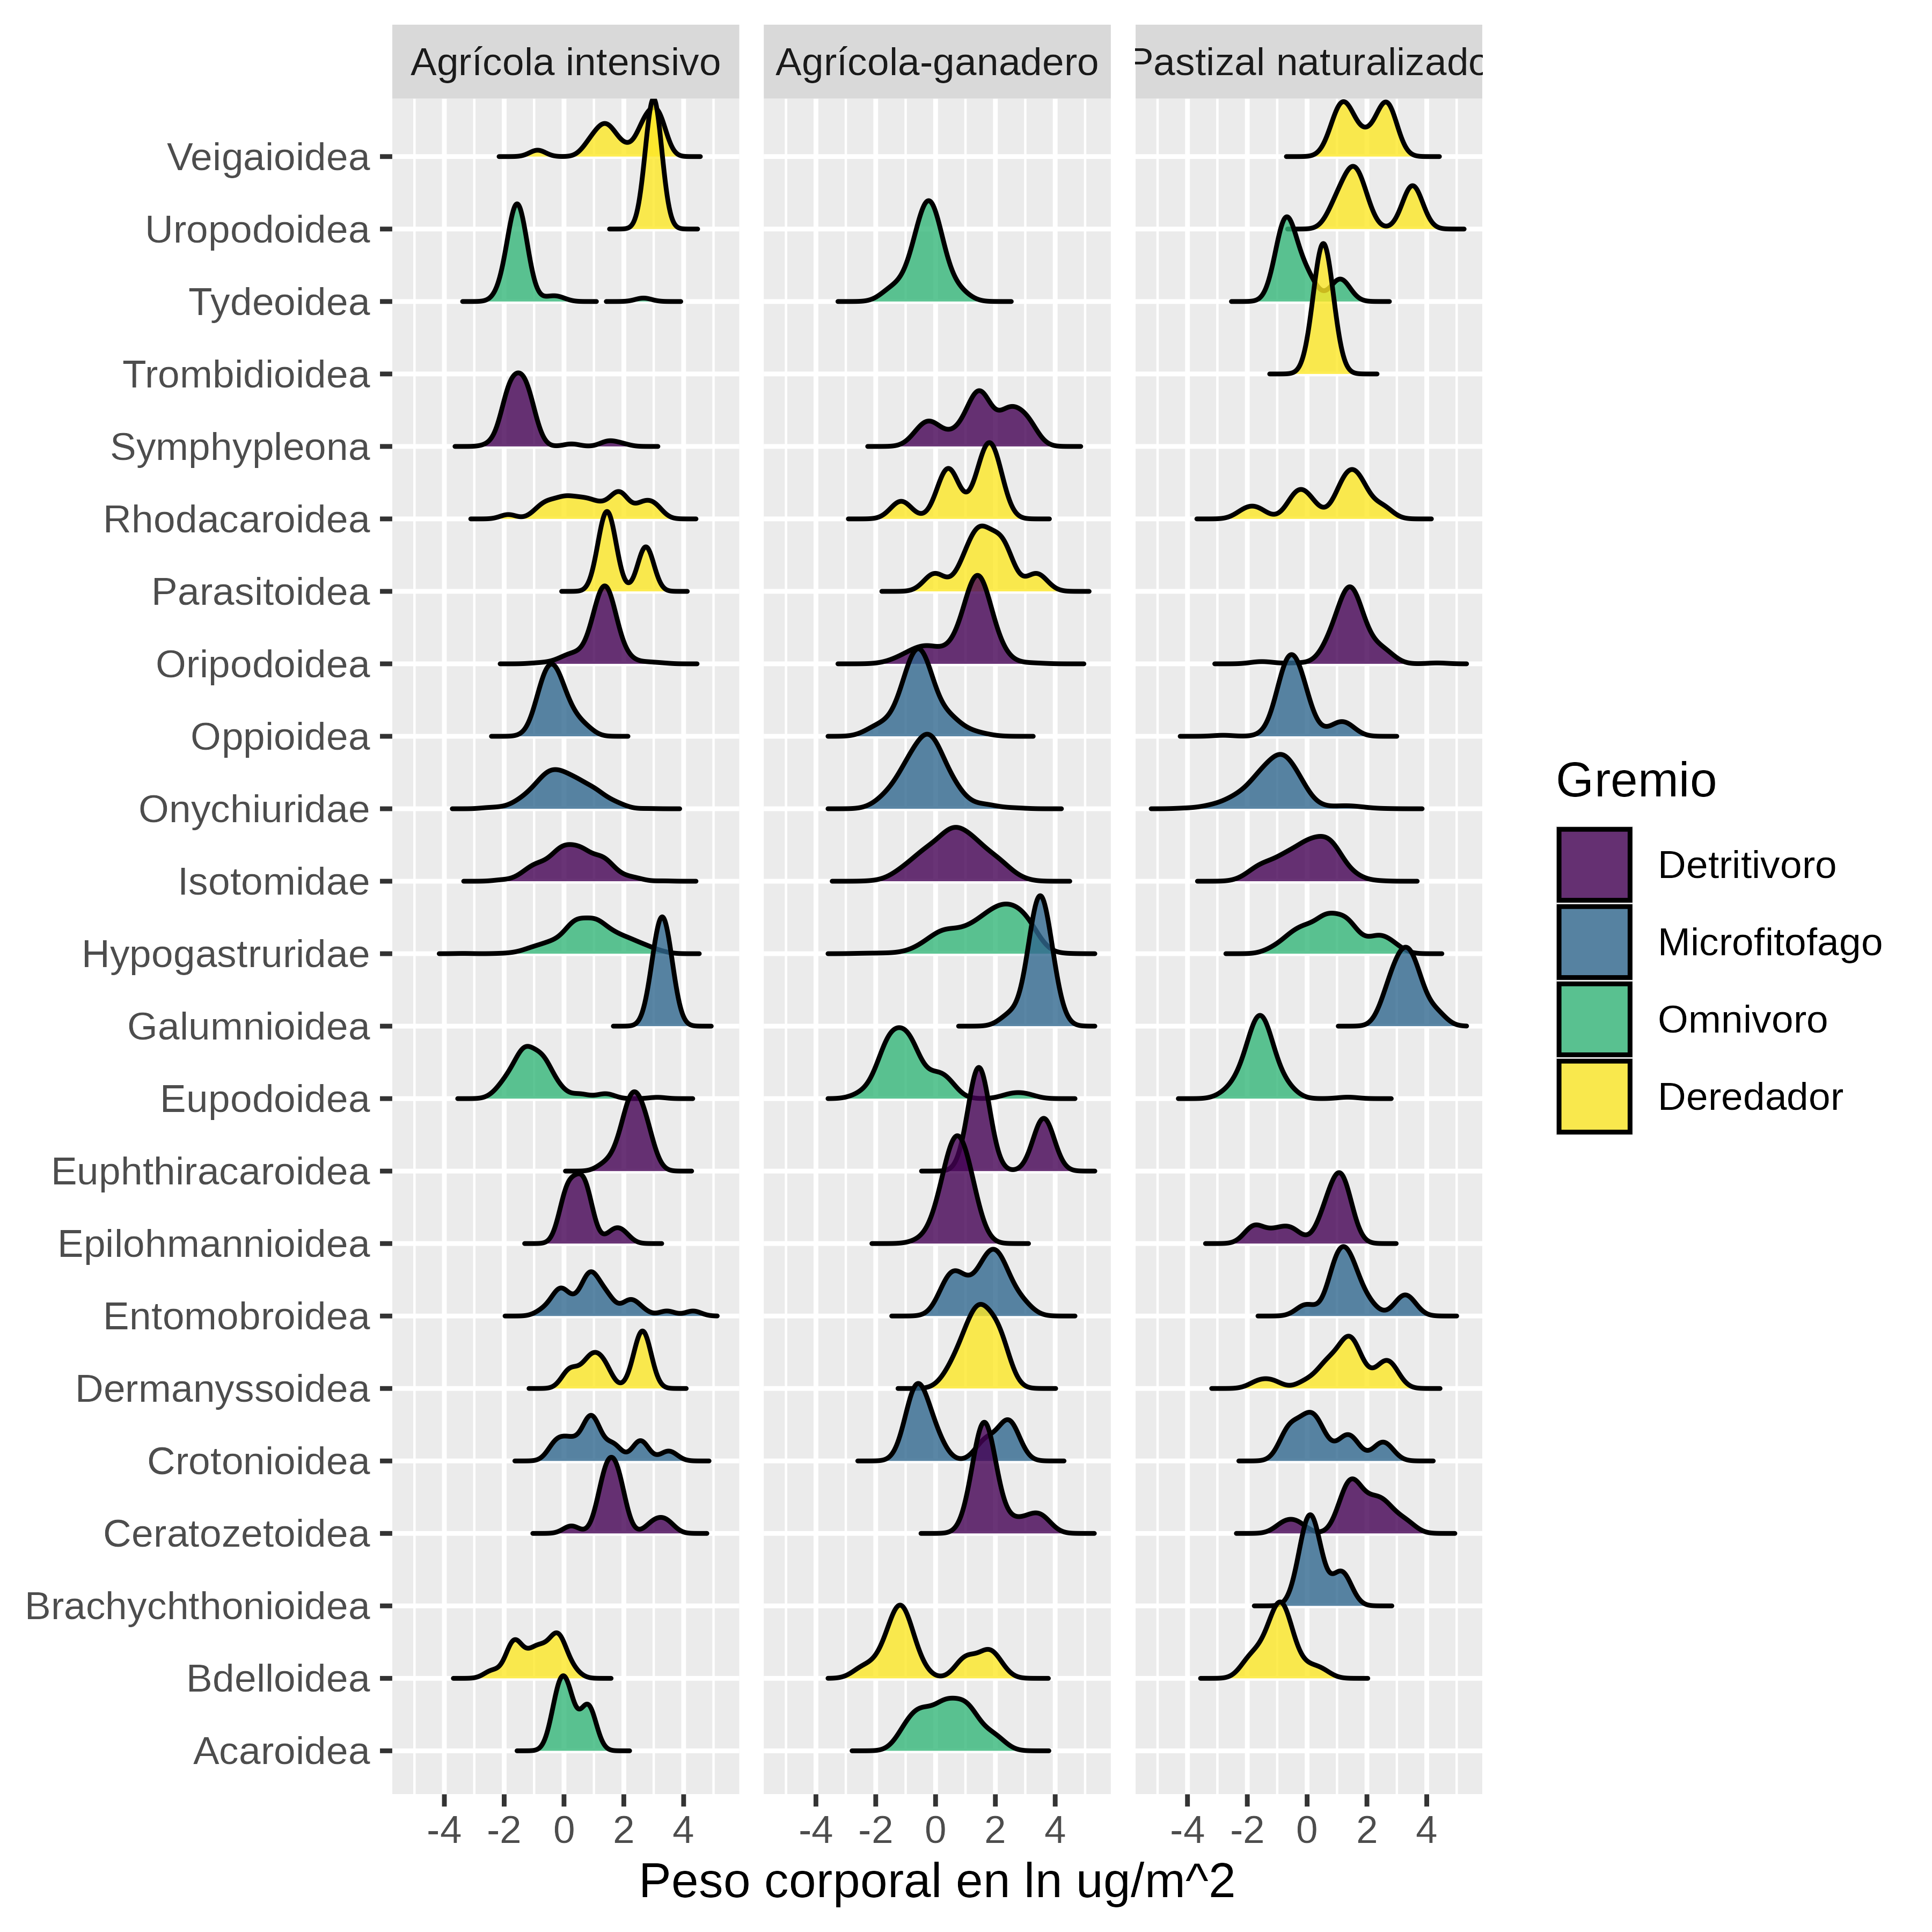 Agrícola intensivo
Agrícola-ganadero
Pastizal naturalizado
Veigaioidea
Uropodoidea
Tydeoidea
Trombidioidea
Symphypleona
Rhodacaroidea
Parasitoidea
Oripodoidea
Oppioidea
Onychiuridae
Isotomidae
Hypogastruridae
Galumnioidea
Eupodoidea
Euphthiracaroidea
Epilohmannioidea
Entomobroidea
Dermanyssoidea
Crotonioidea
Ceratozetoidea
Brachychthonioidea
Bdelloidea
Acaroidea
-4 -2 0 2 4
-4 -2 0 2 4
-4 -2 0 2 4
Peso corporal en ln ug/m^2
Gremio
Detritivoro
Microfitofago
Omnivoro
Deredador